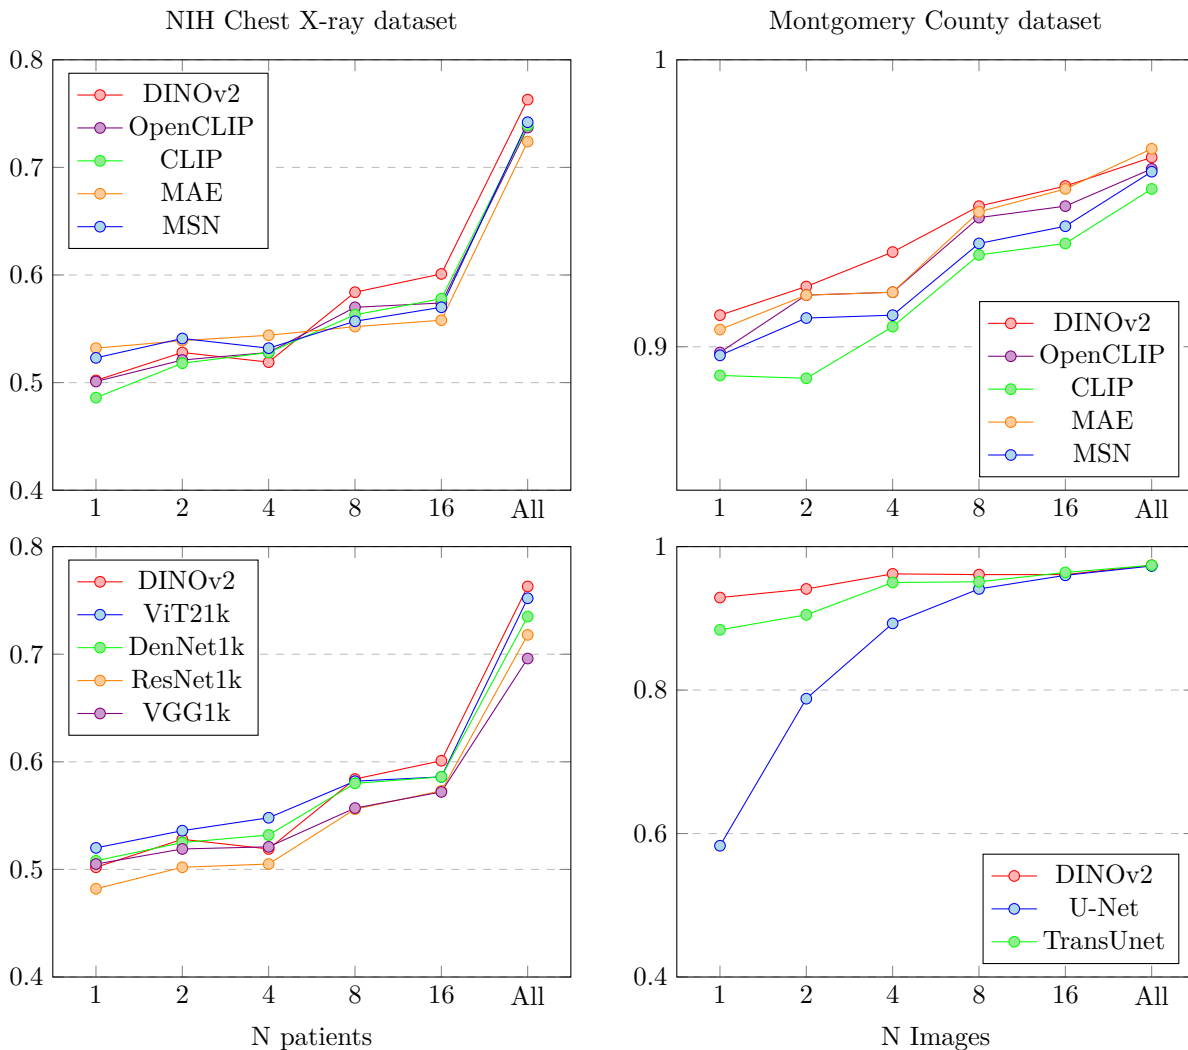 NIH Chest X-ray dataset
0.8
0.7
0.6
0.5
0.4
DINOv2
OpenCLIP
CLIP
MAE
MSN
1 2 4 8 16 All
Montgomery County dataset
1
0.9
DINOv2
OpenCLIP
CLIP
MAE
MSN
1 2 4 8 16 All
0.8
0.7
0.6
0.5
0.4
DINOv2
ViT21k
DenNet1k
ResNet1k
VGG1k
1 2 4 8 16 All
N patients
1
0.8
0.6
0.4
DINOv2
U-Net
TransUnet
1 2 4 8 16 All
N Images